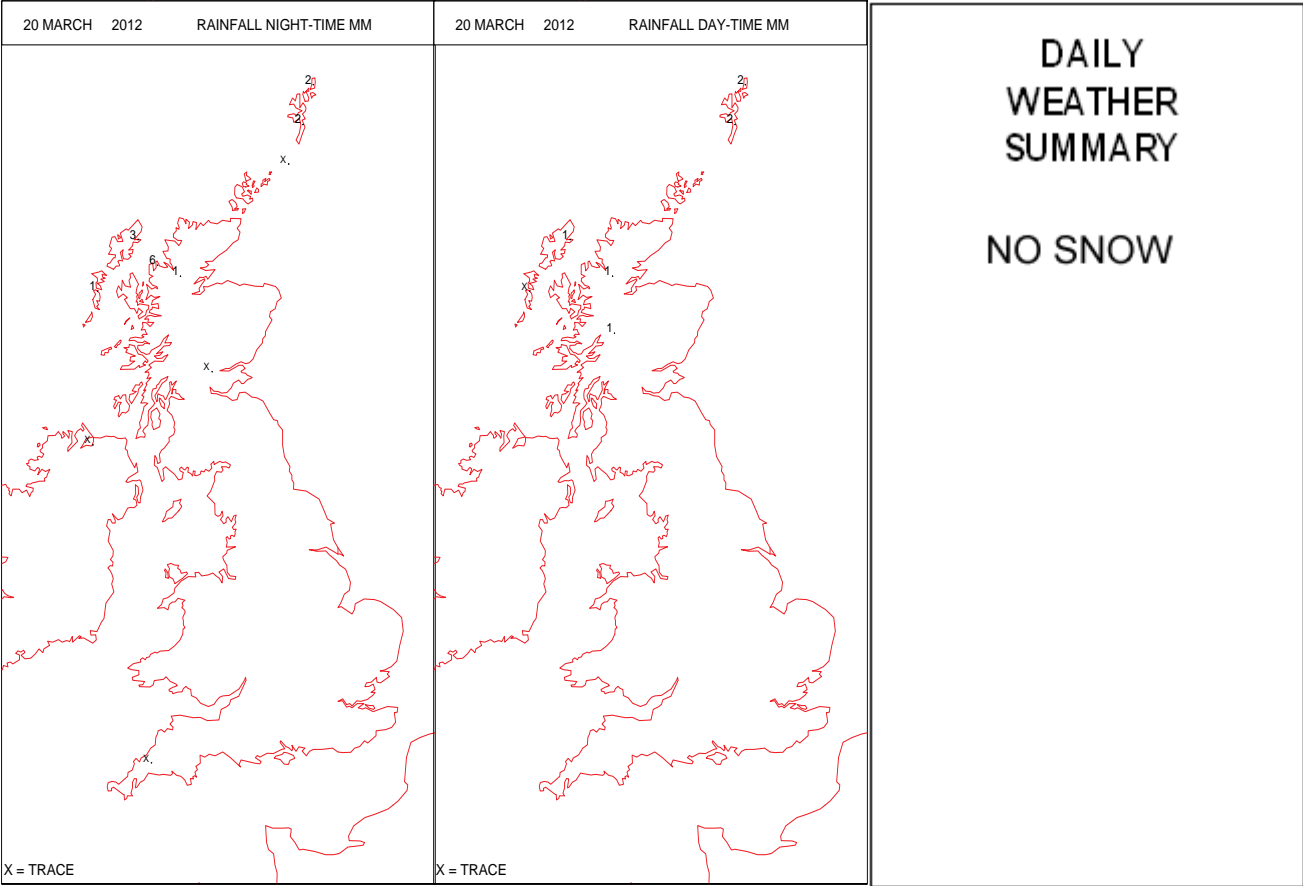 20 MARCH 2012 RAINFALL NIGHT-TIME MM
2
2
x
3
6
1
1
x
x
x
X = TRACE
20 MARCH 2012 RAINFALL DAY-TIME MM
2
2
1
1
x
1
X = TRACE
DAILY
WEATHER
SUMMARY
NO SNOW